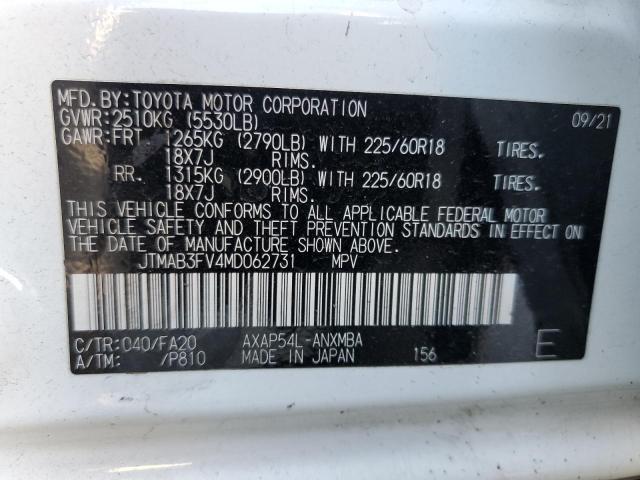 MFD. BY: TOYOTA MOTOR CORPORATION 09/21
GVWR: 2510KG (5530LB)
GAWR: FRT 1265KG (2790LB) WITH 225/60R18 TIRES.
18X7J RIMS.
RR. 1315KG (2900LB) WITH 225/60R18 TIRES.
18X7J RIMS.
THIS VEHICLE CONFORMS TO ALL APPLICABLE FEDERAL MOTOR
VEHICLE SAFETY AND THEFT PREVENTION STANDARDS IN EFFECT ON
THE DATE OF MANUFACTURE SHOWN ABOVE.
JTMAB3FV4MD062731 MPV
C/TR: 040/FA20 AXAP54L-ANXMBA E
A/TM: /P810 MADE IN JAPAN 156